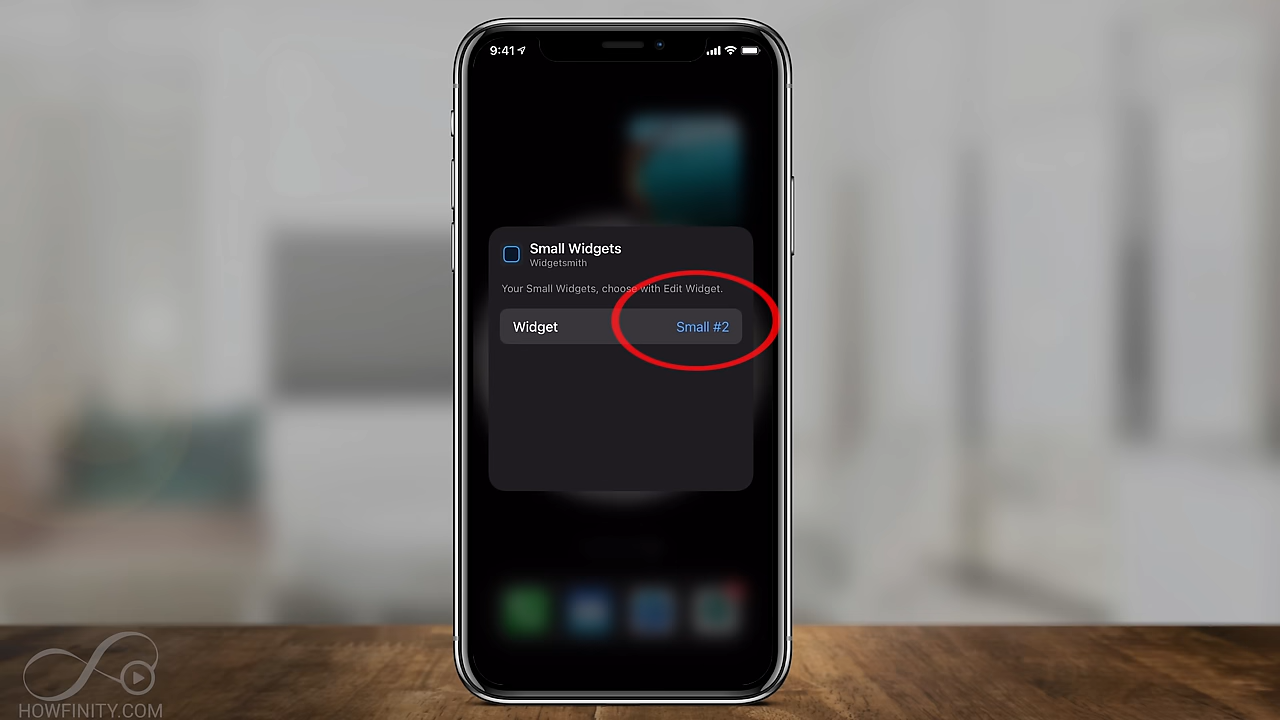 9:41
Small Widgets
Widgetsmith
Your Small Widgets, choose with Edit Widget.
Widget Small #2
HOWFINITY.COM